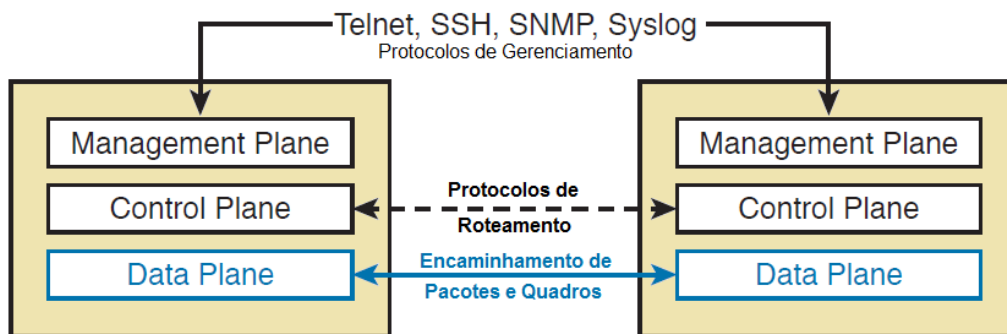 Telnet, SSH, SNMP, Syslog
Protocolos de Gerenciamento
Management Plane
Control Plane
Data Plane
Protocolos de
Roteamento
Encaminhamento de
Pacotes e Quadros
Management Plane
Control Plane
Data Plane